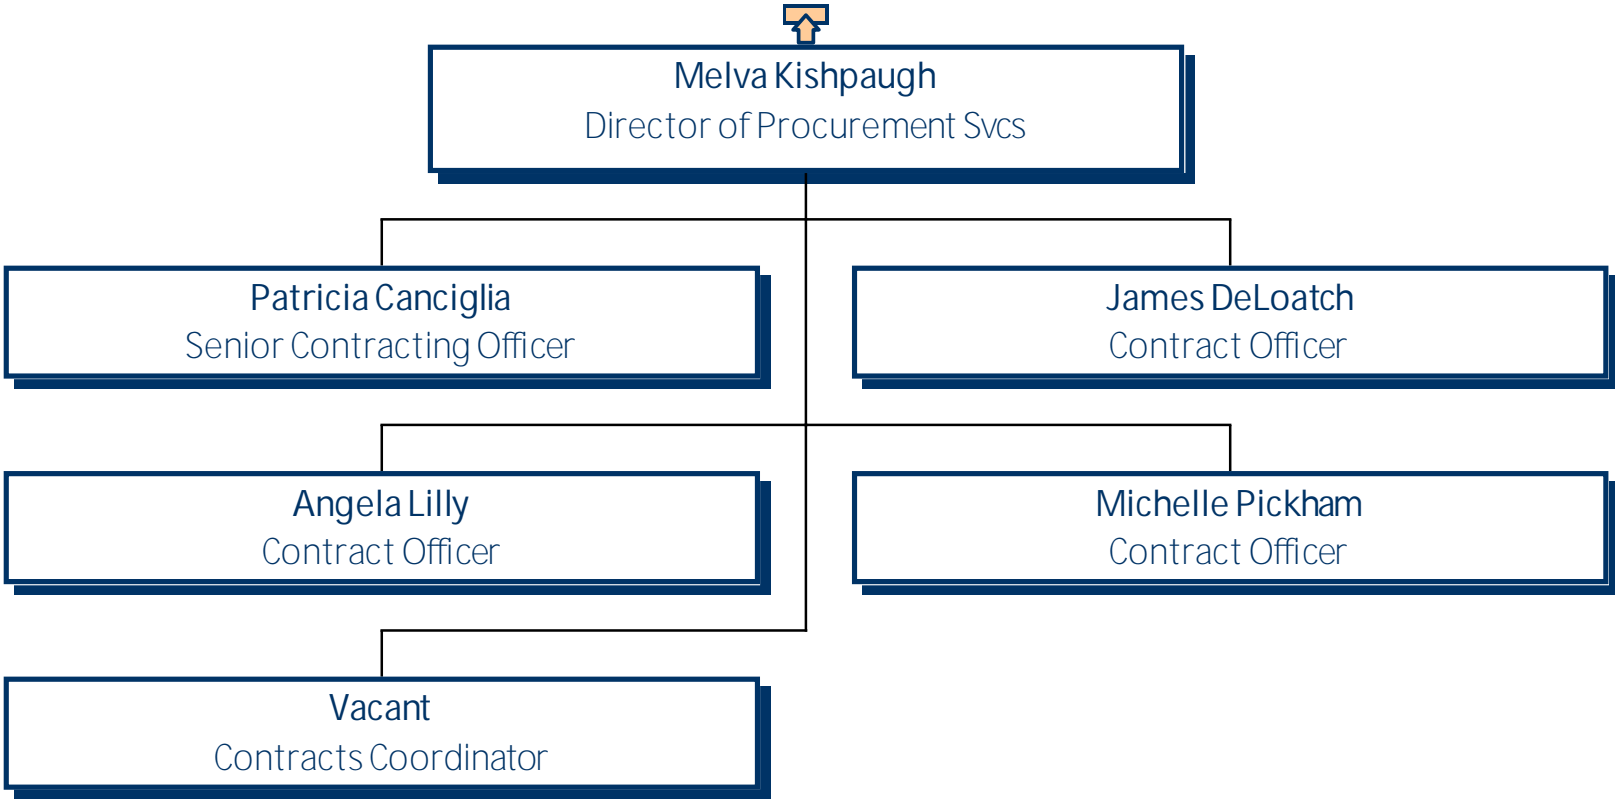 Melva Kishpaugh
Director of Procurement Svcs
Patricia Canciglia
Senior Contracting Officer
James DeLoatch
Contract Officer
Angela Lilly
Contract Officer
Michelle Pickham
Contract Officer
Vacant
Contracts Coordinator